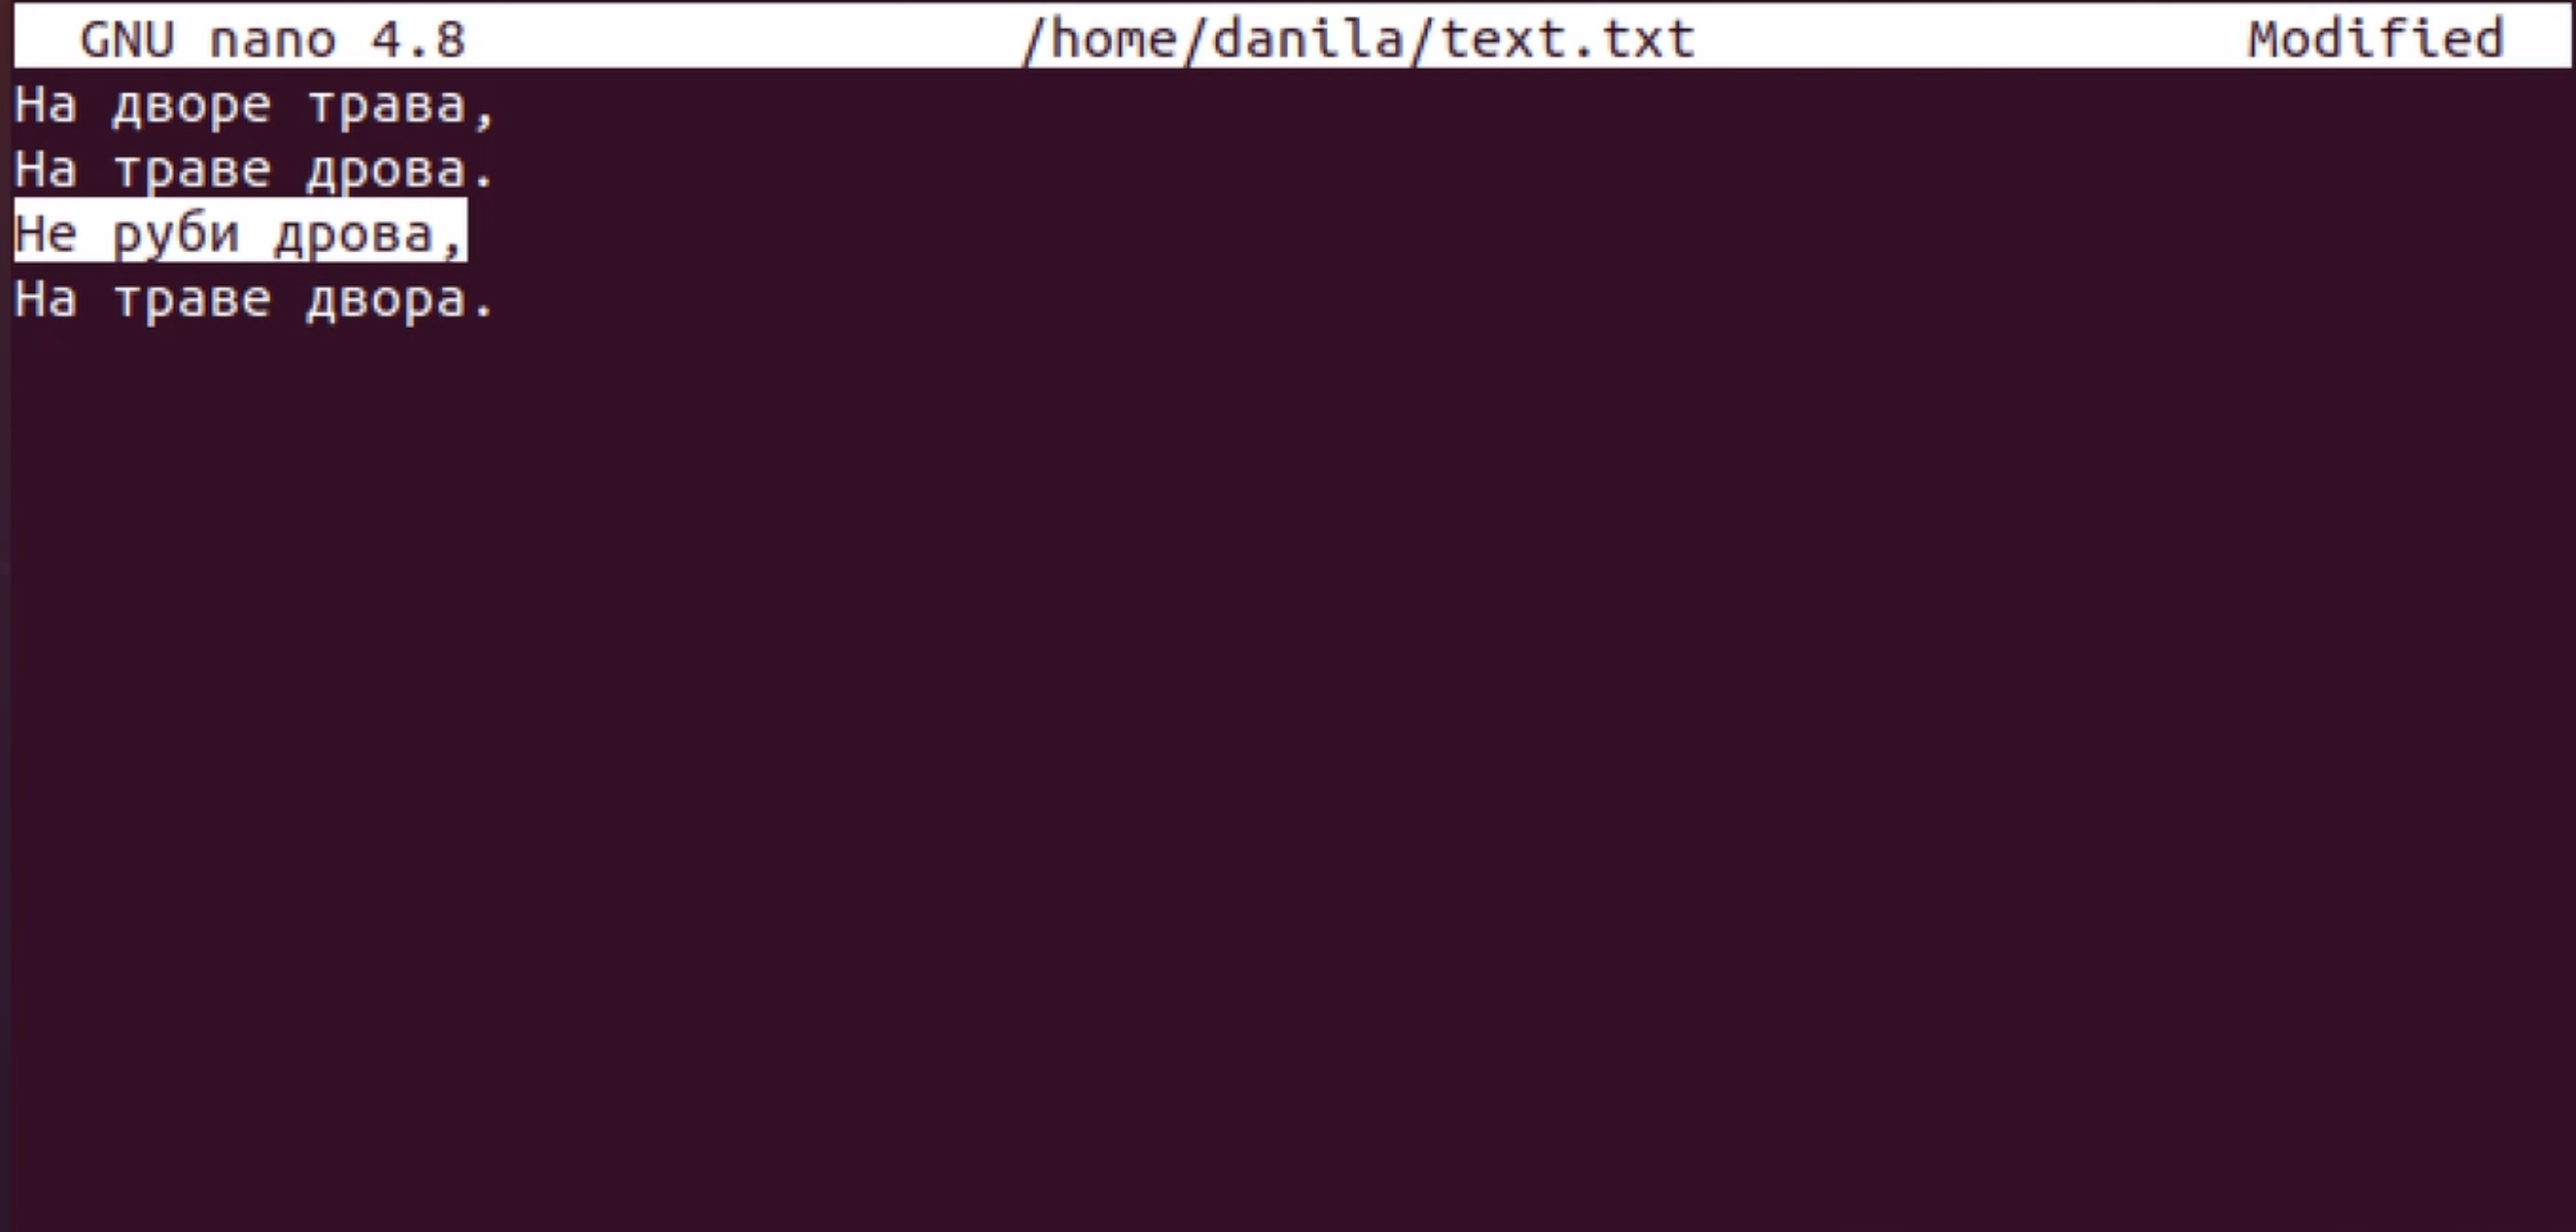 GNU nano 4.8 /home/danila/text.txt Modified
На дворе трава,
На траве дрова.
Не руби дрова,
На траве двора.